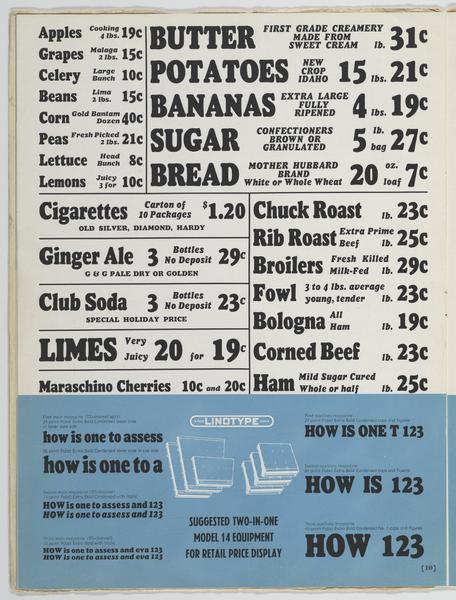 Apples Cooking 4 lbs. 19c
Grapes Malaga 2 lbs. 15c
Celery Large Bunch 10c
Beans Lima 2 lbs. 15c
Corn Gold Bantam Dozen 40c
Peas Fresh Picked 2 lbs. 21c
Lettuce Head Bunch 8c
Lemons Juicy 3 for 10c
BUTTER FIRST GRADE CREAMERY MADE FROM SWEET CREAM lb. 31c
POTATOES NEW CROP IDAHO 15 lbs. 21c
BANANAS EXTRA LARGE FULLY RIPENED 4 lbs. 19c
SUGAR CONFECTIONERS BROWN OR GRANULATED 5 lb. bag 27c
BREAD MOTHER HUBBARD BRAND White or Whole Wheat 20 oz. loaf 7c
Cigarettes Carton of 10 Packages $1.20
OLD SILVER, DIAMOND, HARDY
Ginger Ale 3 Bottles No Deposit 29c
G & G PALE DRY OR GOLDEN
Club Soda 3 Bottles No Deposit 23c
SPECIAL HOLIDAY PRICE
LIMES Very Juicy 20 for 19c
Maraschino Cherries 10c and 20c
Chuck Roast lb. 23c
Rib Roast Extra Prime Beef lb. 25c
Broilers Fresh Killed Milk-Fed lb. 29c
Fowl 3 to 4 lbs. average young, tender lb. 23c
Bologna All Ham lb. 19c
Corned Beef lb. 23c
Ham Mild Sugar Cured Whole or half lb. 25c
how is one to assess
how is one to a
How is one to assess and 123
How is one to assess and 123
How is one to assess and eva 123
How is one to assess and eva 123
LINOTYPE
SUGGESTED TWO-IN-ONE
MODEL 14 EQUIPMENT
FOR RETAIL PRICE DISPLAY
HOW IS ONE T 123
HOW IS 123
HOW 123
[10]